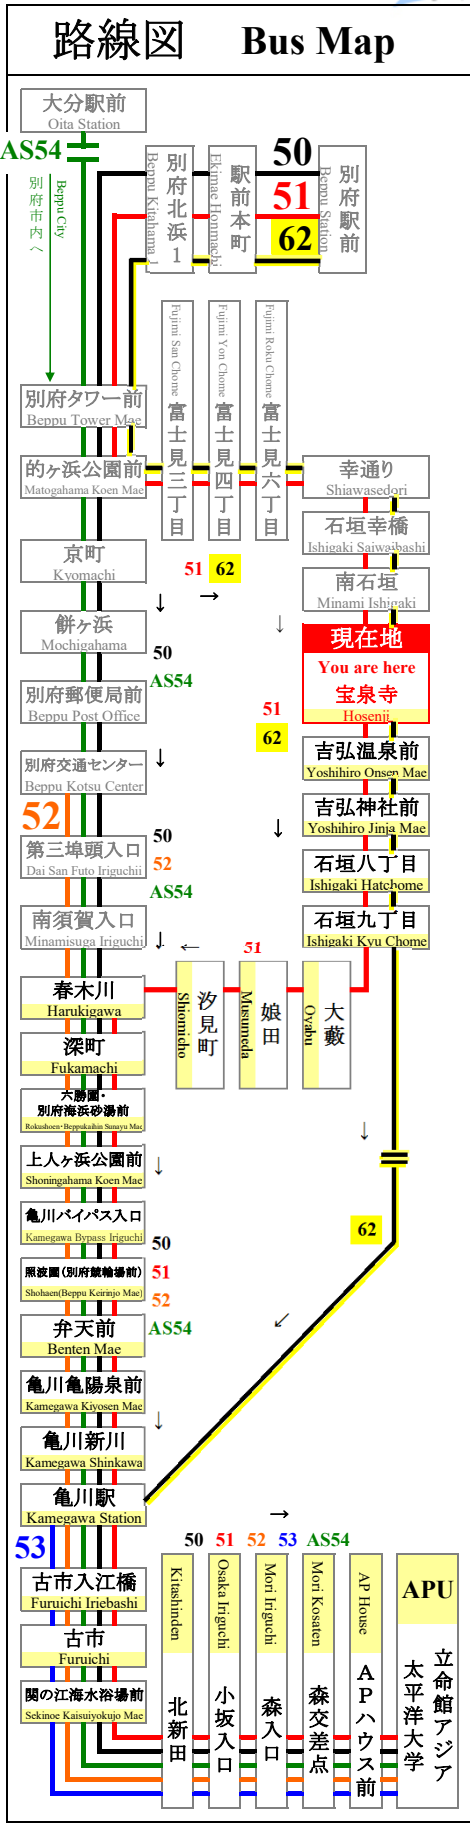 路線図 Bus Map
大分駅前
Oita Station
AS54
Beppu City
別府市内へ
別府北浜1
Beppu Kitahama 1
駅前本町
Ekimae Honmachi
50
51
62
別府駅前
Beppu Station
別府タワー前
Beppu Tower Mae
的ヶ浜公園前
Matogahama Koen Mae
富士見三丁目
Fujimi San Chome
富士見四丁目
Fujimi Yon Chome
富士見六丁目
Fujimi Roku Chome
幸通り
Shiawasedori
石垣幸橋
Ishigaki Saiwaibashi
南石垣
Minami Ishigaki
現在地
You are here
宝泉寺
Hosenji
京町
Kyomachi
51 62
↓ →
餅ヶ浜
Mochigahama
↓
50
AS54
別府郵便局前
Beppu Post Office
51
62
吉弘温泉前
Yoshihiro Onsen Mae
別府交通センター
Beppu Kotsu Center
↓
52
吉弘神社前
Yoshihiro Jinja Mae
↓
第三埠頭入口
Dai San Futo Iriguchii
50
52
AS54
石垣八丁目
Ishigaki Hatchome
南須賀入口
Minamisuga Iriguchi
石垣九丁目
Ishigaki Kyu Chome
↓ ← 51
春木川
Harukigawa
汐見町
Shiomicho
娘田
Musumeda
大藪
Oyabu
深町
Fukamachi
六勝園・
別府海浜砂湯前
Rokushoen・Beppukaihin Sunayu Mae
↓
上人ヶ浜公園前
Shoningahama Koen Mae
↓
亀川バイパス入口
Kamegawa Bypass Iriguchi
62
50
51
52
AS54
照波園(別府競輪場前)
Shohaen(Beppu Keirinjo Mae)
弁天前
Benten Mae
↙
亀川亀陽泉前
Kamegawa Kiyosen Mae
↓
亀川新川
Kamegawa Shinkawa
亀川駅
Kamegawa Station
→
53
50 51 52 53 AS54
古市入江橋
Furuichi Iriebashi
古市
Furuichi
関の江海水浴場前
Sekinoe Kaisuiyokujo Mae
Kitashinden
北新田
Osaka Iriguchi
小坂入口
Mori Iriguchi
森入口
Mori Kosaten
森交差点
AP House
APハウス前
APU
立命館アジア
太平洋大学